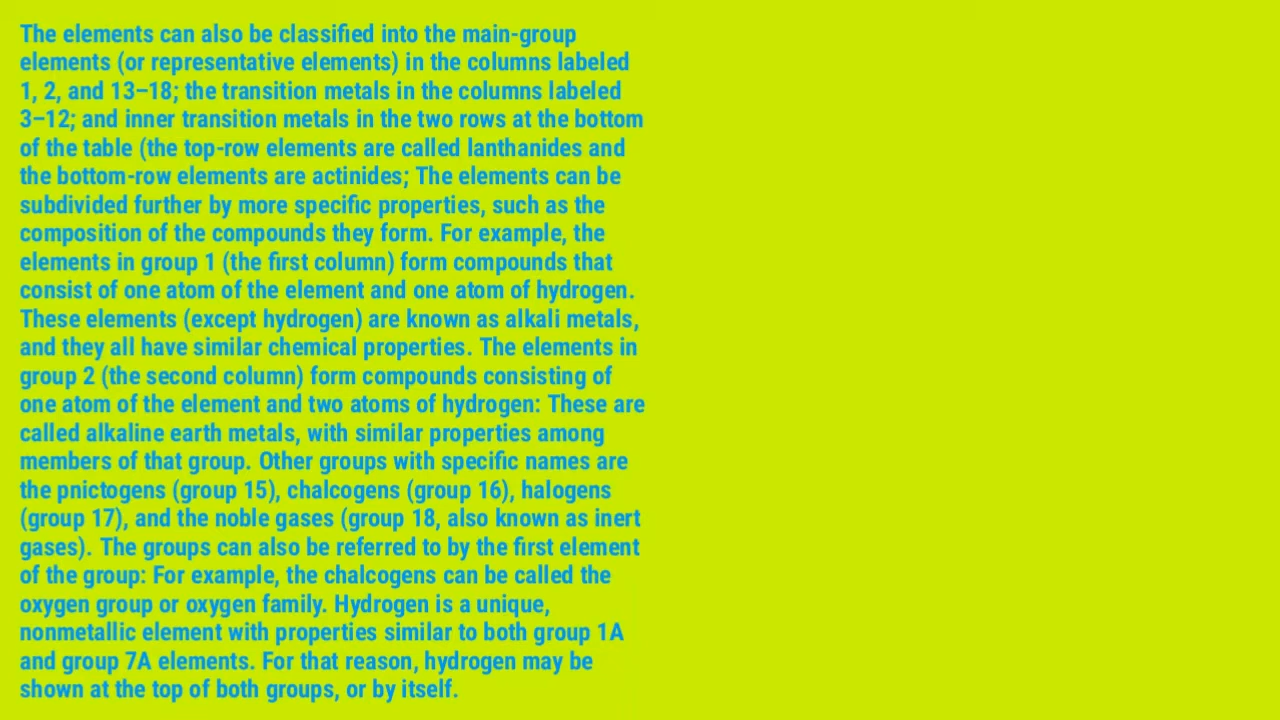 The elements can also be classified into the main-group
elements (or representative elements) in the columns labeled
1, 2, and 13–18; the transition metals in the columns labeled
3–12; and inner transition metals in the two rows at the bottom
of the table (the top-row elements are called lanthanides and
the bottom-row elements are actinides; The elements can be
subdivided further by more specific properties, such as the
composition of the compounds they form. For example, the
elements in group 1 (the first column) form compounds that
consist of one atom of the element and one atom of hydrogen.
These elements (except hydrogen) are known as alkali metals,
and they all have similar chemical properties. The elements in
group 2 (the second column) form compounds consisting of
one atom of the element and two atoms of hydrogen: These are
called alkaline earth metals, with similar properties among
members of that group. Other groups with specific names are
the pnictogens (group 15), chalcogens (group 16), halogens
(group 17), and the noble gases (group 18, also known as inert
gases). The groups can also be referred to by the first element
of the group: For example, the chalcogens can be called the
oxygen group or oxygen family. Hydrogen is a unique,
nonmetallic element with properties similar to both group 1A
and group 7A elements. For that reason, hydrogen may be
shown at the top of both groups, or by itself.